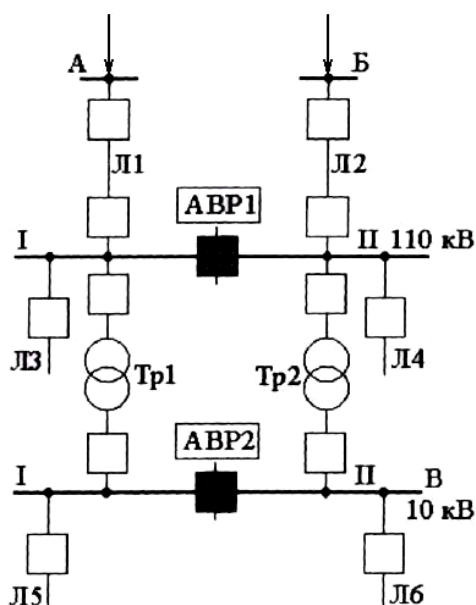 А Б
Л1 Л2
АВР1
I II 110 кВ
Л3 Тр1 Тр2 Л4
АВР2
I II В
10 кВ
Л5 Л6